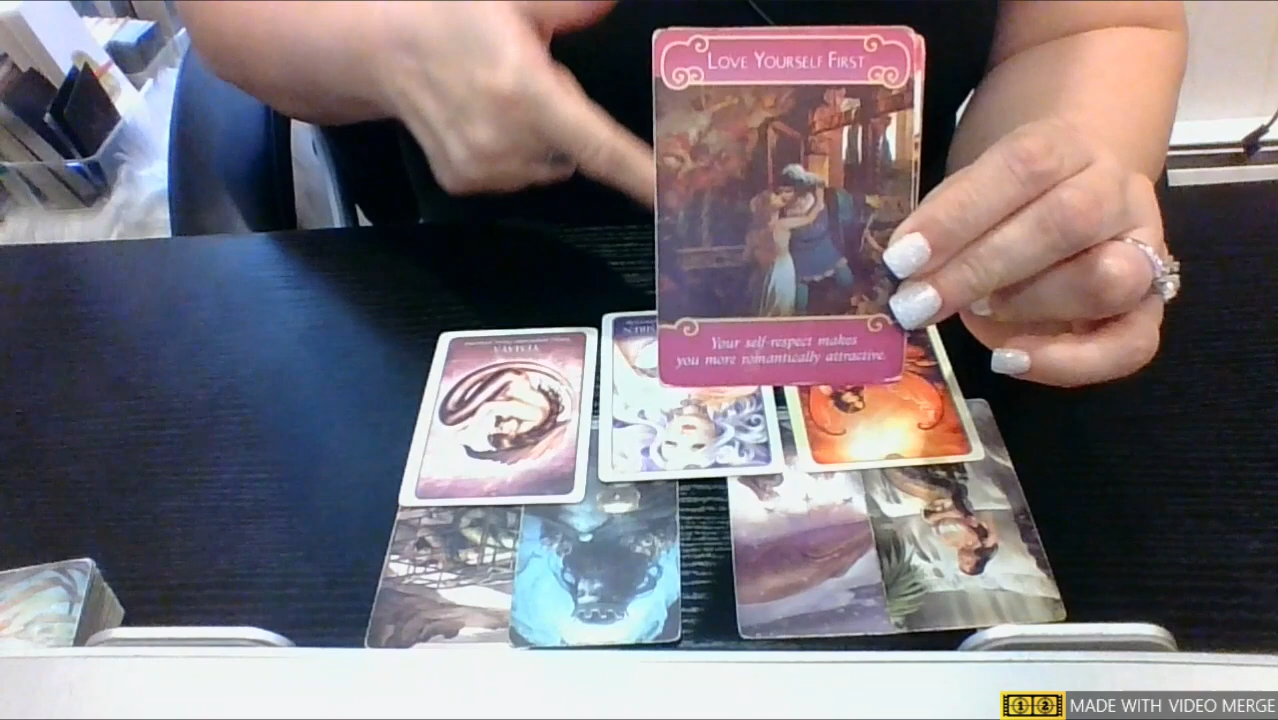 LOVE YOURSELF FIRST
Your self-respect makes
you more romantically attractive.
MADE WITH VIDEO MERGE